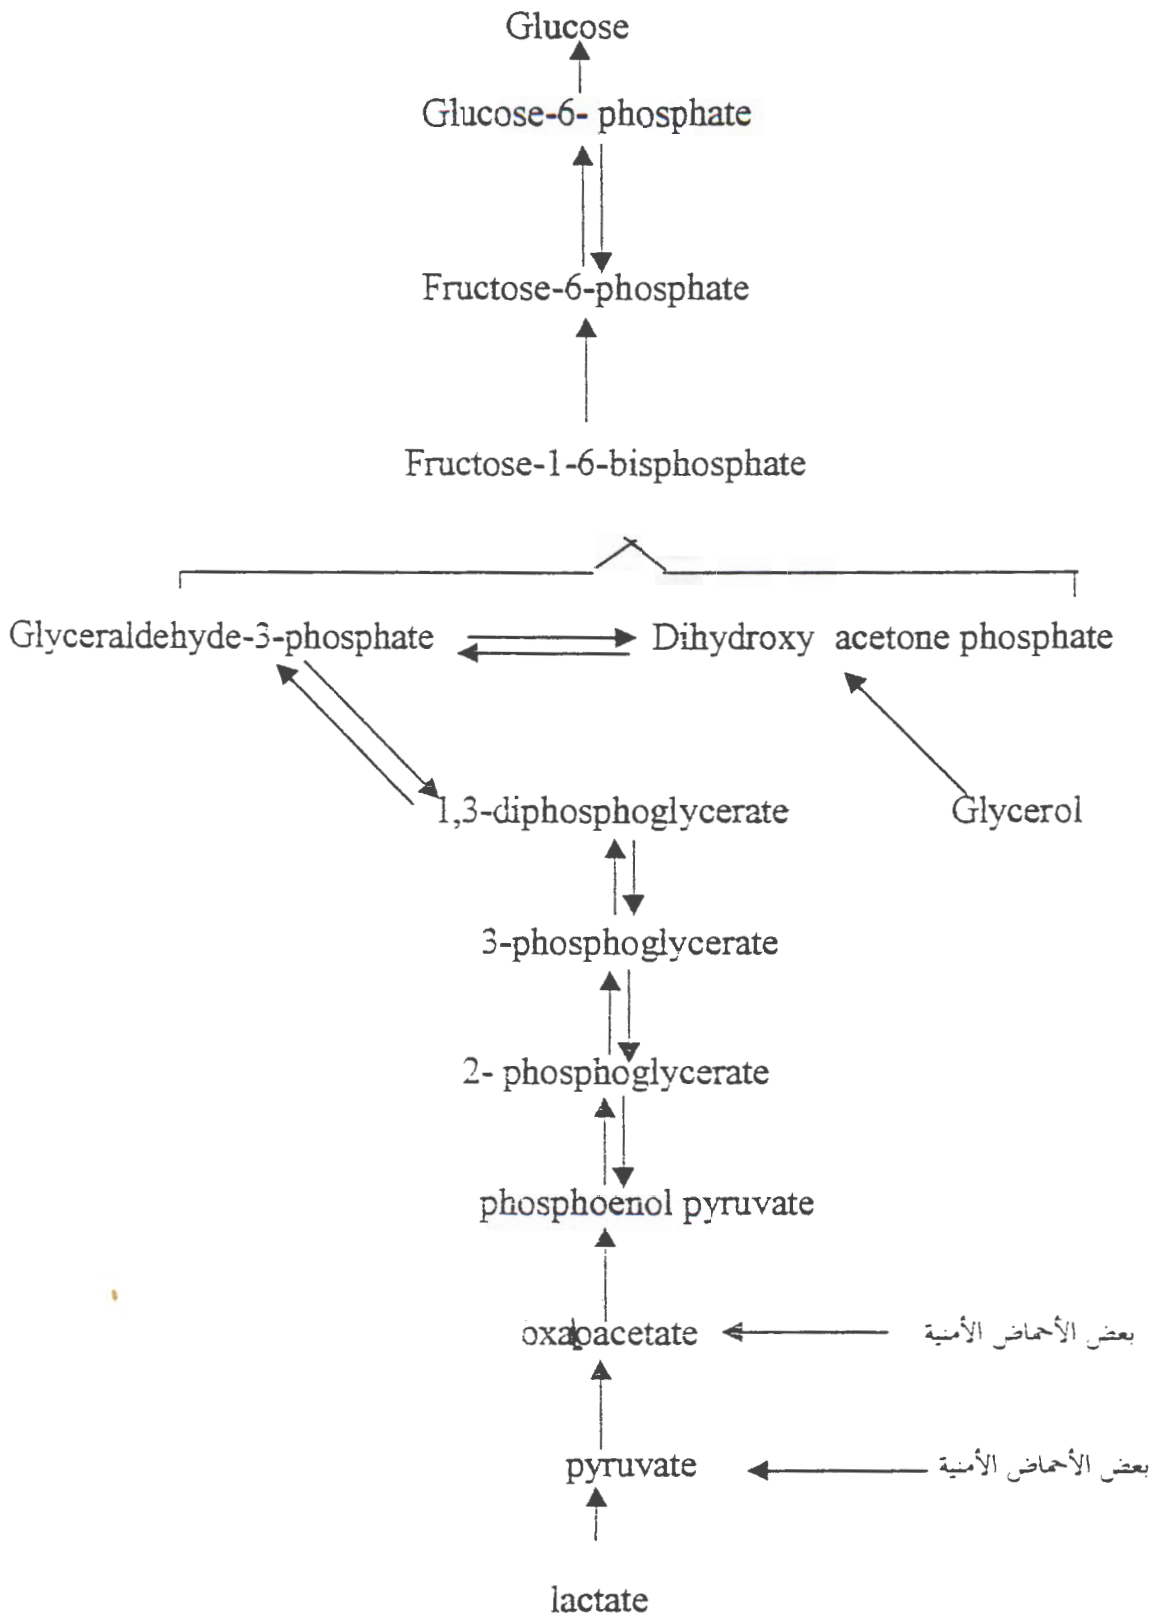 Glucose
Glucose-6- phosphate
Fructose-6-phosphate
Fructose-1-6-bisphosphate
Glyceraldehyde-3-phosphate
Dihydroxy acetone phosphate
1,3-diphosphoglycerate
Glycerol
3-phosphoglycerate
2- phosphoglycerate
phosphoenol pyruvate
oxaloacetate
بعض الأحماض الأمنية
pyruvate
بعض الأحماض الأمنية
lactate